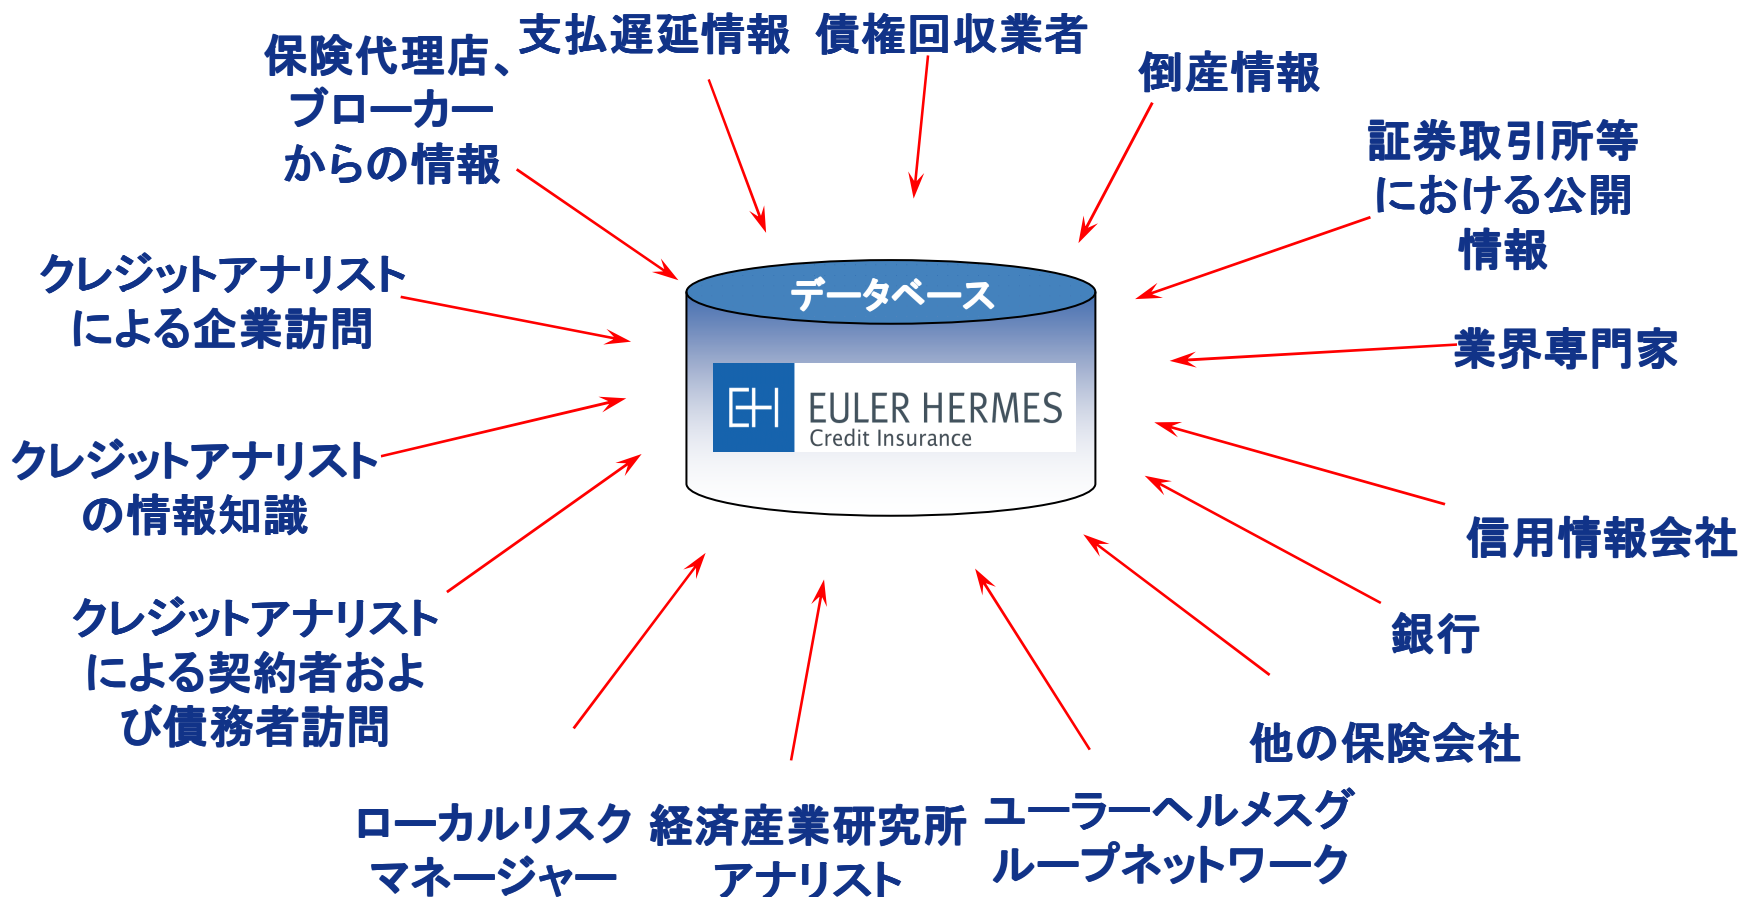 支払遅延情報
債権回収業者
保険代理店、
ブローカー
からの情報
倒産情報
証券取引所等
における公開
情報
クレジットアナリスト
による企業訪問
データベース
業界専門家
EULER HERMES
Credit Insurance
クレジットアナリスト
の情報知識
信用情報会社
クレジットアナリスト
による契約者およ
び債務者訪問
銀行
他の保険会社
ローカルリスク
マネージャー
経済産業研究所
アナリスト
ユーラーヘルメスグ
ループネットワーク